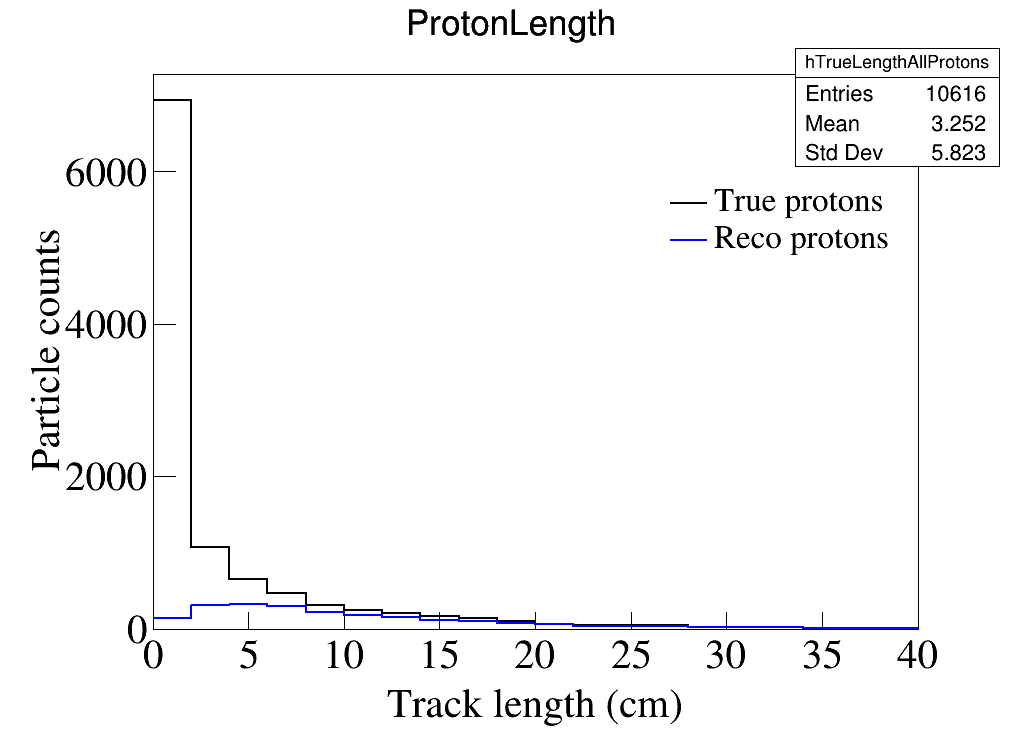 ProtonLength
hTrueLengthAllProtons
Entries 10616
Mean 3.252
Std Dev 5.823
True protons
Reco protons
Particle counts
6000
4000
2000
0
0 5 10 15 20 25 30 35 40
Track length (cm)